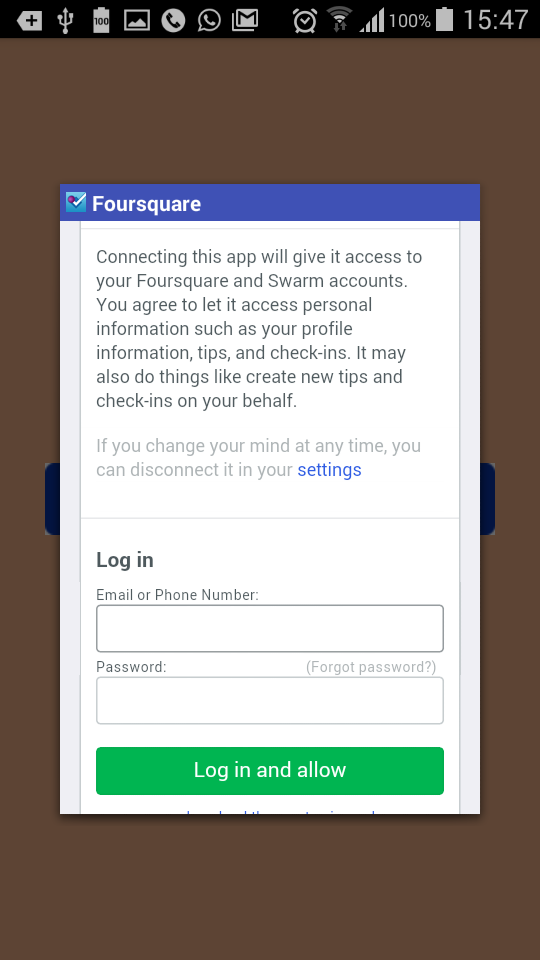 100% 15:47
100
Foursquare
Connecting this app will give it access to
your Foursquare and Swarm accounts.
You agree to let it access personal
information such as your profile
information, tips, and check-ins. It may
also do things like create new tips and
check-ins on your behalf.
If you change your mind at any time, you
can disconnect it in your settings
Log in
Email or Phone Number:
Password: (Forgot password?)
Log in and allow